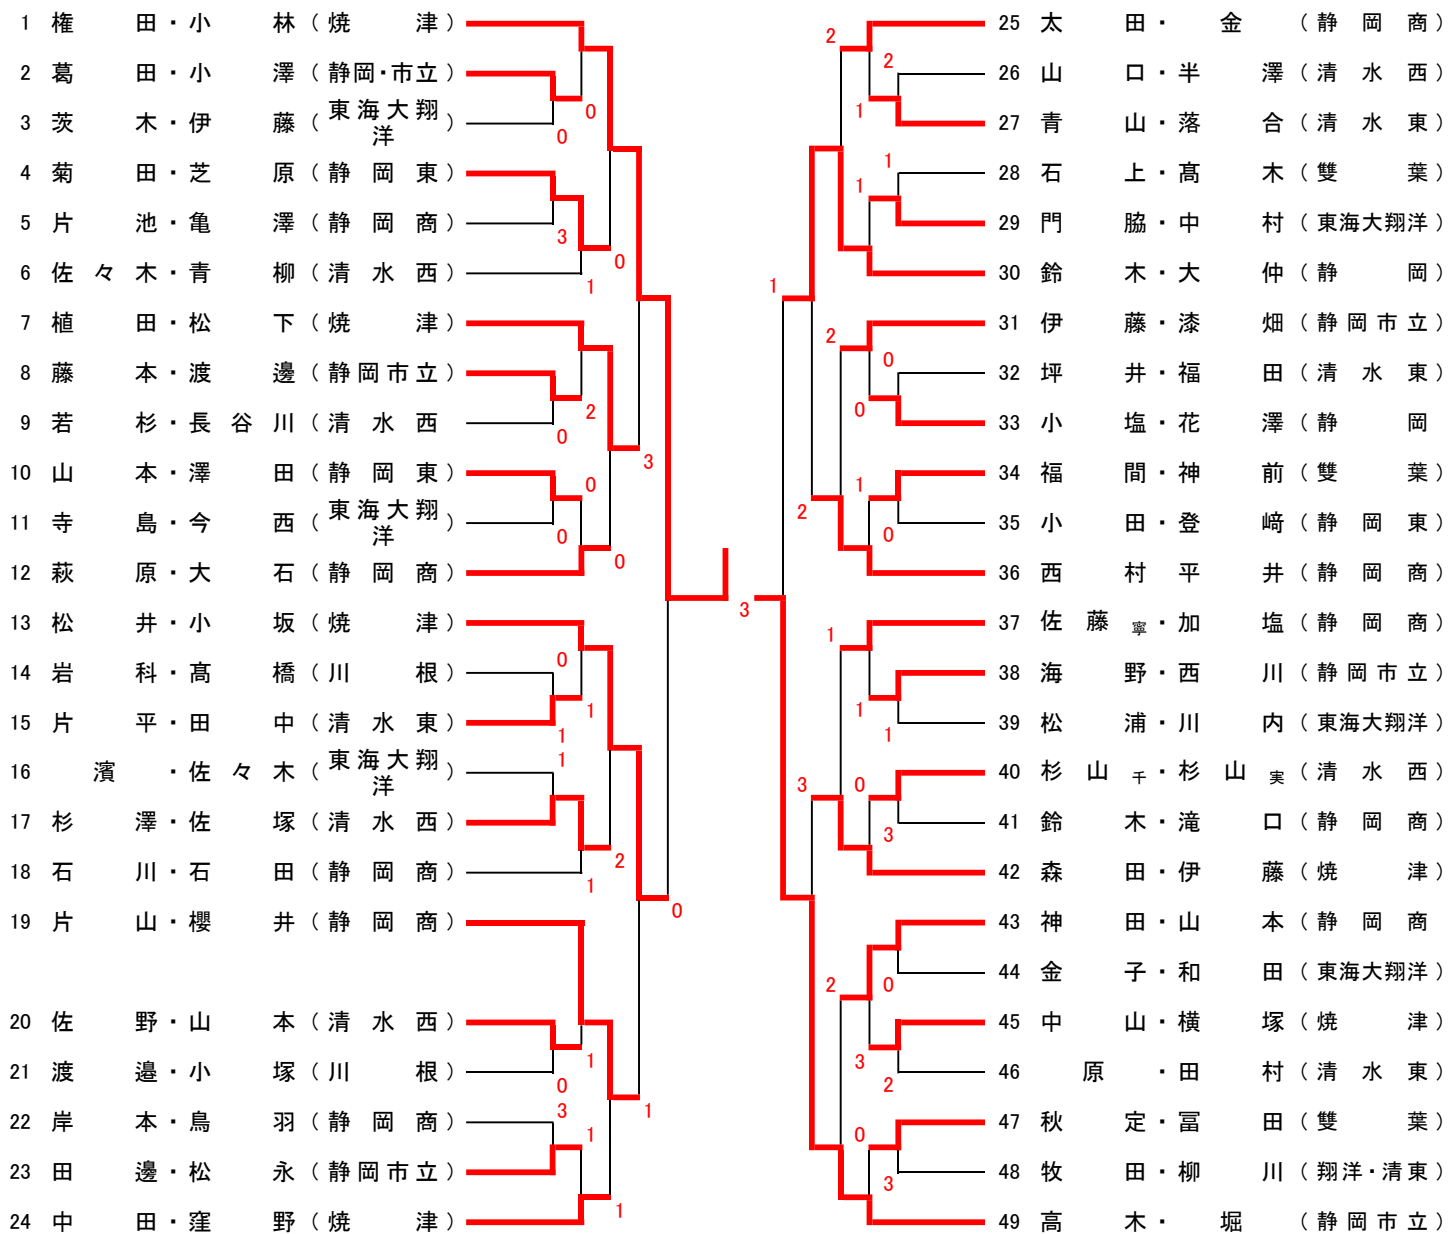 1 権田・小林（焼津）
2 葛田・小澤（静岡・市立）
3 茨木・伊藤（東海大翔洋）
4 菊田・芝原（静岡東）
5 片池・亀澤（静岡商）
6 佐々木・青柳（清水西）
7 植田・松下（焼津）
8 藤本・渡邊（静岡市立）
9 若杉・長谷川（清水西
10 山本・澤田（静岡東）
11 寺島・今西（東海大翔洋）
12 萩原・大石（静岡商）
13 松井・小坂（焼津）
14 岩科・髙橋（川根）
15 片平・田中（清水東）
16 濱・佐々木（東海大翔洋）
17 杉澤・佐塚（清水西）
18 石川・石田（静岡商）
19 片山・櫻井（静岡商）
20 佐野・山本（清水西）
21 渡邉・小塚（川根）
22 岸本・鳥羽（静岡商）
23 田邊・松永（静岡市立）
24 中田・窪野（焼津）
0
0
3
0
1
2
0
3
0
0
0
0
0
1
1
1
2
1
0
1
0
3
1
1
1
3
25 太田・金（静岡商）
26 山口・半澤（清水西）
27 青山・落合（清水東）
28 石上・髙木（雙葉）
29 門脇・中村（東海大翔洋）
30 鈴木・大仲（静岡）
31 伊藤・漆畑（静岡市立）
32 坪井・福田（清水東）
33 小塩・花澤（静岡
34 福間・神前（雙葉）
35 小田・登﨑（静岡東）
36 西村平井（静岡商）
37 佐藤寧・加塩（静岡商）
38 海野・西川（静岡市立）
39 松浦・川内（東海大翔洋）
40 杉山千・杉山実（清水西）
41 鈴木・滝口（静岡商）
42 森田・伊藤（焼津）
43 神田・山本（静岡商
44 金子・和田（東海大翔洋）
45 中山・横塚（焼津）
46 原・田村（清水東）
47 秋定・冨田（雙葉）
48 牧田・柳川（翔洋・清東）
49 高木・堀（静岡市立）
2
2
1
1
1
1
2
0
0
1
2
0
1
1
1
3
0
3
2
0
3
2
0
3